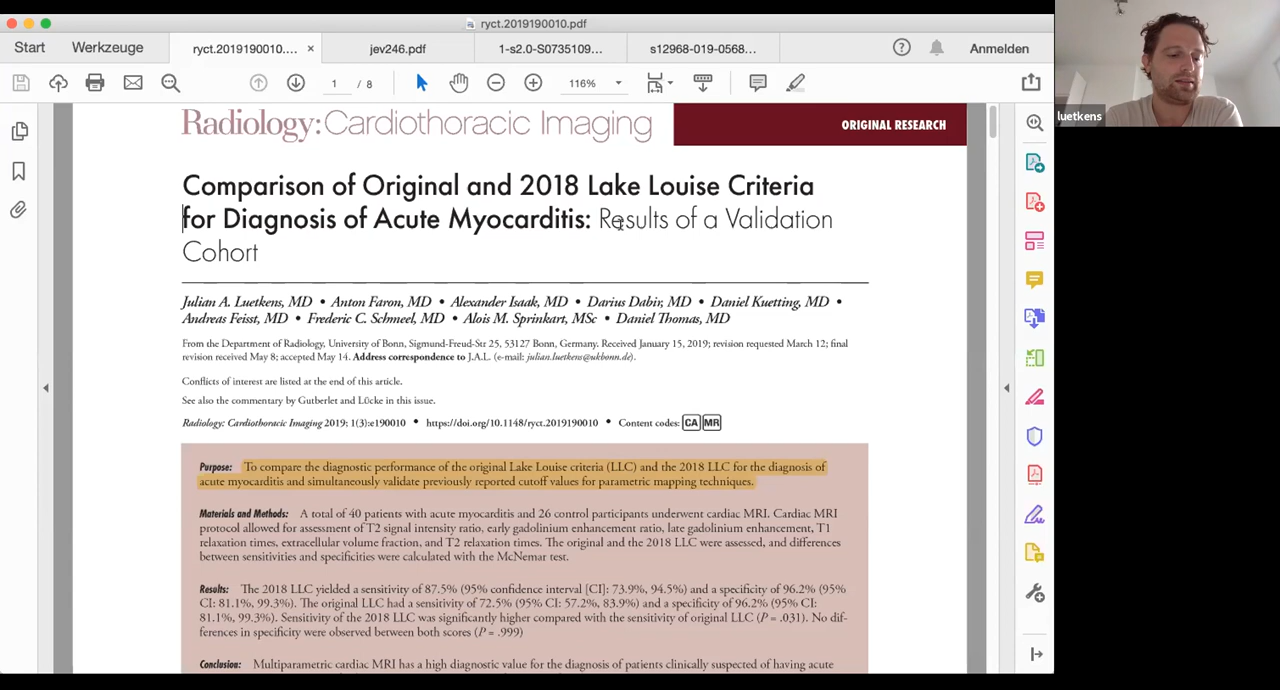 ryct.2019190010.pdf
Start
Werkzeuge
ryct.2019190010....
×
jev246.pdf
1-s2.0-S0735109...
s12968-019-0568...
Anmelden
1 / 8
116%
luetkens
Radiology: Cardiothoracic Imaging
ORIGINAL RESEARCH
Comparison of Original and 2018 Lake Louise Criteria
for Diagnosis of Acute Myocarditis: Results of a Validation
Cohort
Julian A. Luetkens, MD • Anton Faron, MD • Alexander Isaak, MD • Darius Dabir, MD • Daniel Kuetting, MD •
Andreas Feisst, MD • Frederic C. Schmeel, MD • Alois M. Sprinkart, MSc • Daniel Thomas, MD
From the Department of Radiology, University of Bonn, Sigmund-Freud-Str 25, 53127 Bonn, Germany. Received January 15, 2019; revision requested March 12; final
revision received May 8; accepted May 14. Address correspondence to J.A.L. (e-mail: julian.luetkens@ukbonn.de).
Conflicts of interest are listed at the end of this article.
See also the commentary by Gutberlet and Lücke in this issue.
Radiology: Cardiothoracic Imaging 2019; 1(3):e190010 • https://doi.org/10.1148/ryct.2019190010 • Content codes: CA MR
Purpose: To compare the diagnostic performance of the original Lake Louise criteria (LLC) and the 2018 LLC for the diagnosis of
acute myocarditis and simultaneously validate previously reported cutoff values for parametric mapping techniques.
Materials and Methods: A total of 40 patients with acute myocarditis and 26 control participants underwent cardiac MRI. Cardiac MRI
protocol allowed for assessment of T2 signal intensity ratio, early gadolinium enhancement ratio, late gadolinium enhancement, T1
relaxation times, extracellular volume fraction, and T2 relaxation times. The original and the 2018 LLC were assessed, and differences
between sensitivities and specificities were calculated with the McNemar test.
Results: The 2018 LLC yielded a sensitivity of 87.5% (95% confidence interval [CI]: 73.9%, 94.5%) and a specificity of 96.2% (95%
CI: 81.1%, 99.3%). The original LLC had a sensitivity of 72.5% (95% CI: 57.2%, 83.9%) and a specificity of 96.2% (95% CI:
81.1%, 99.3%). Sensitivity of the 2018 LLC was significantly higher compared with the sensitivity of original LLC (P = .031). No dif-
ferences in specificity were observed between both scores (P = .999)
Conclusion: Multiparametric cardiac MRI has a high diagnostic value for the diagnosis of patients clinically suspected of having acute